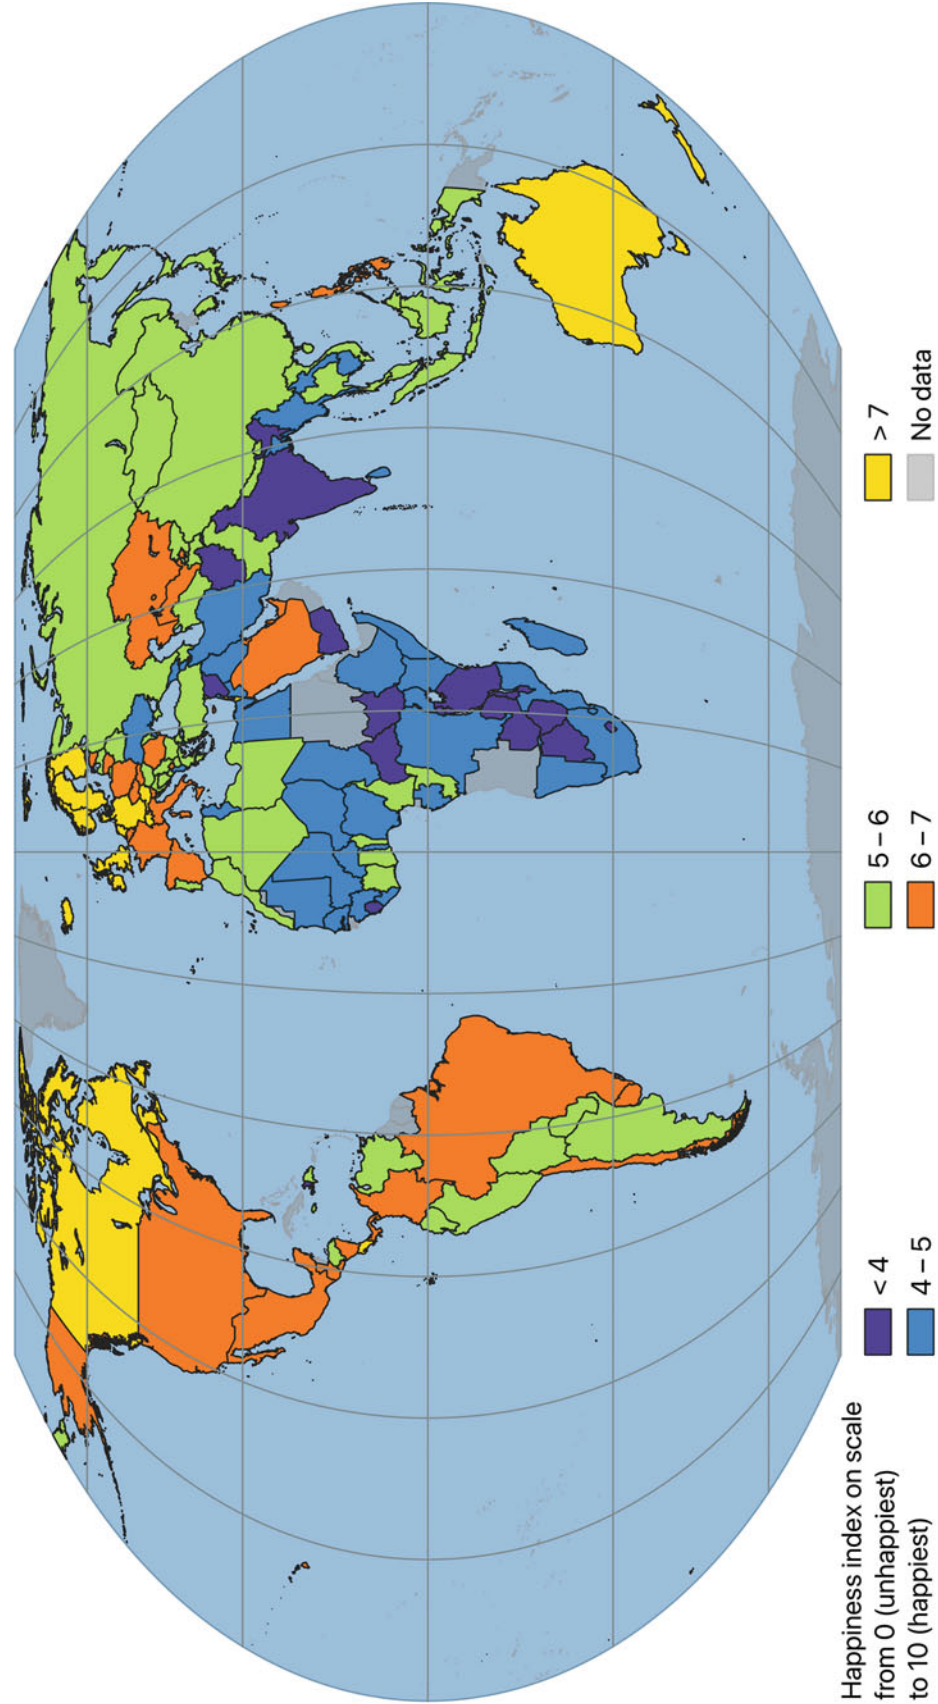 Happiness index on scale
from 0 (unhappiest)
to 10 (happiest)
< 4
4 – 5
5 – 6
6 – 7
> 7
No data